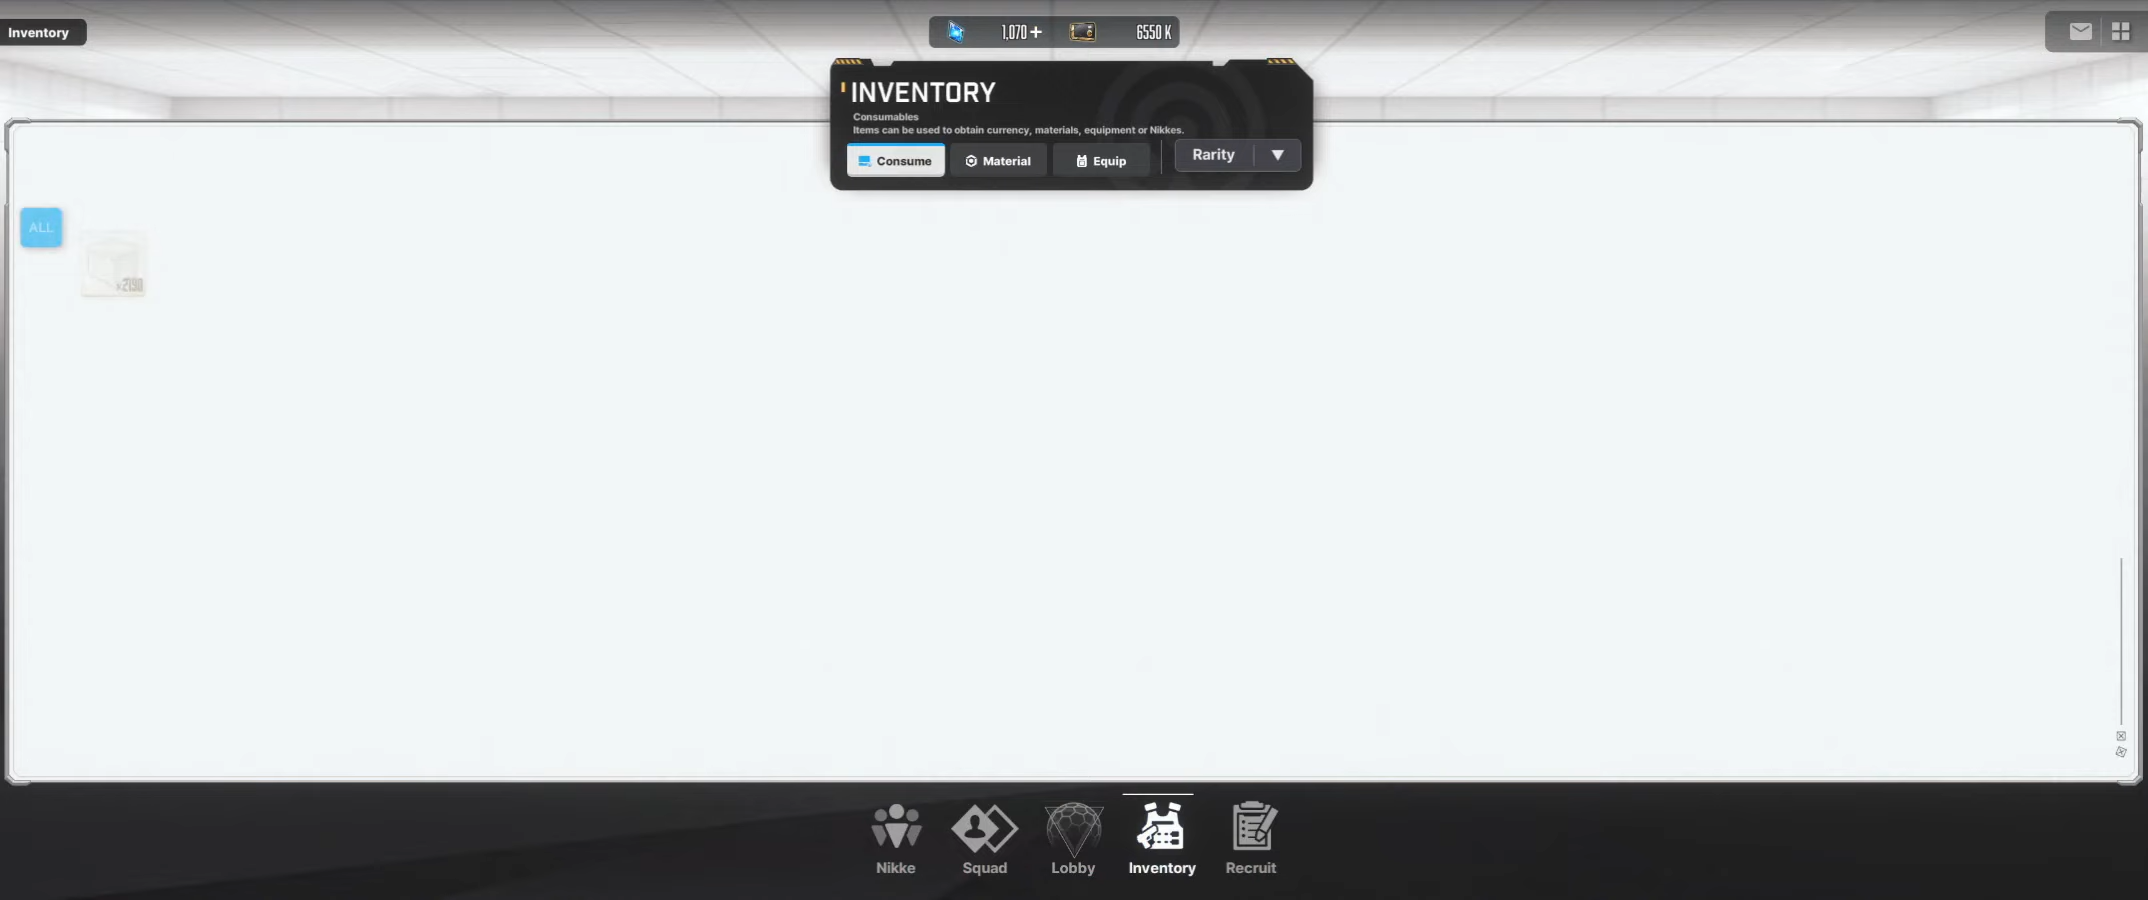 Inventory
1,070 +
6550 K
INVENTORY
Consumables
Items can be used to obtain currency, materials, equipment or Nikkes.
Consume
Material
Equip
Rarity
ALL
x2190
Nikke
Squad
Lobby
Inventory
Recruit